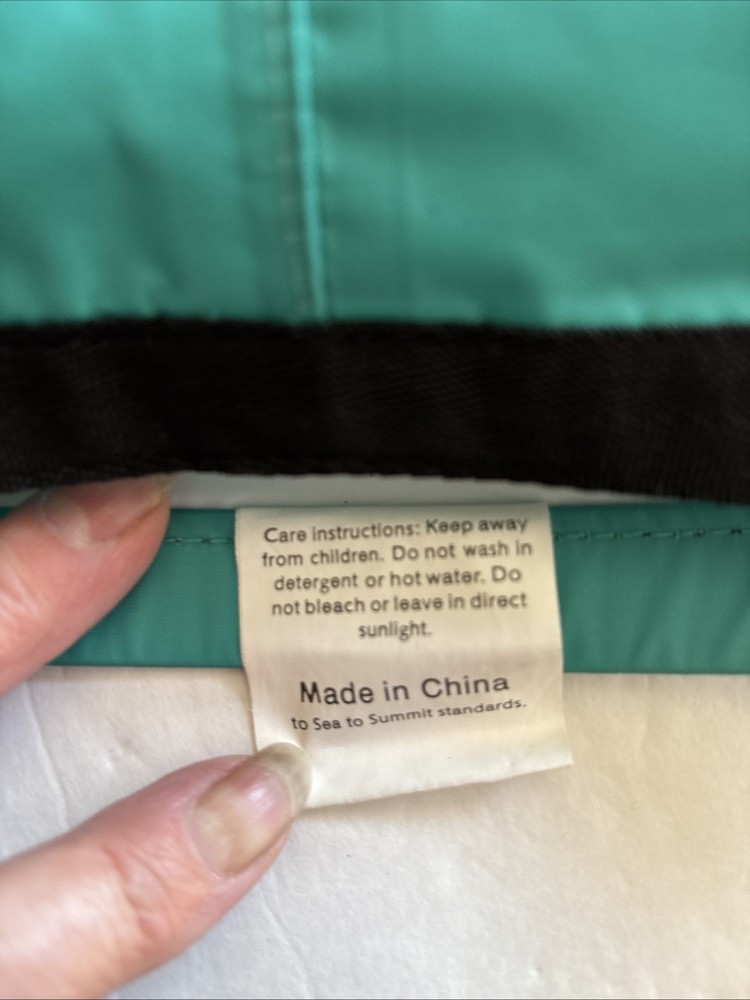 Care instructions: Keep away
from children. Do not wash in
detergent or hot water. Do
not bleach or leave in direct
sunlight.
Made in China
to Sea to Summit standards.